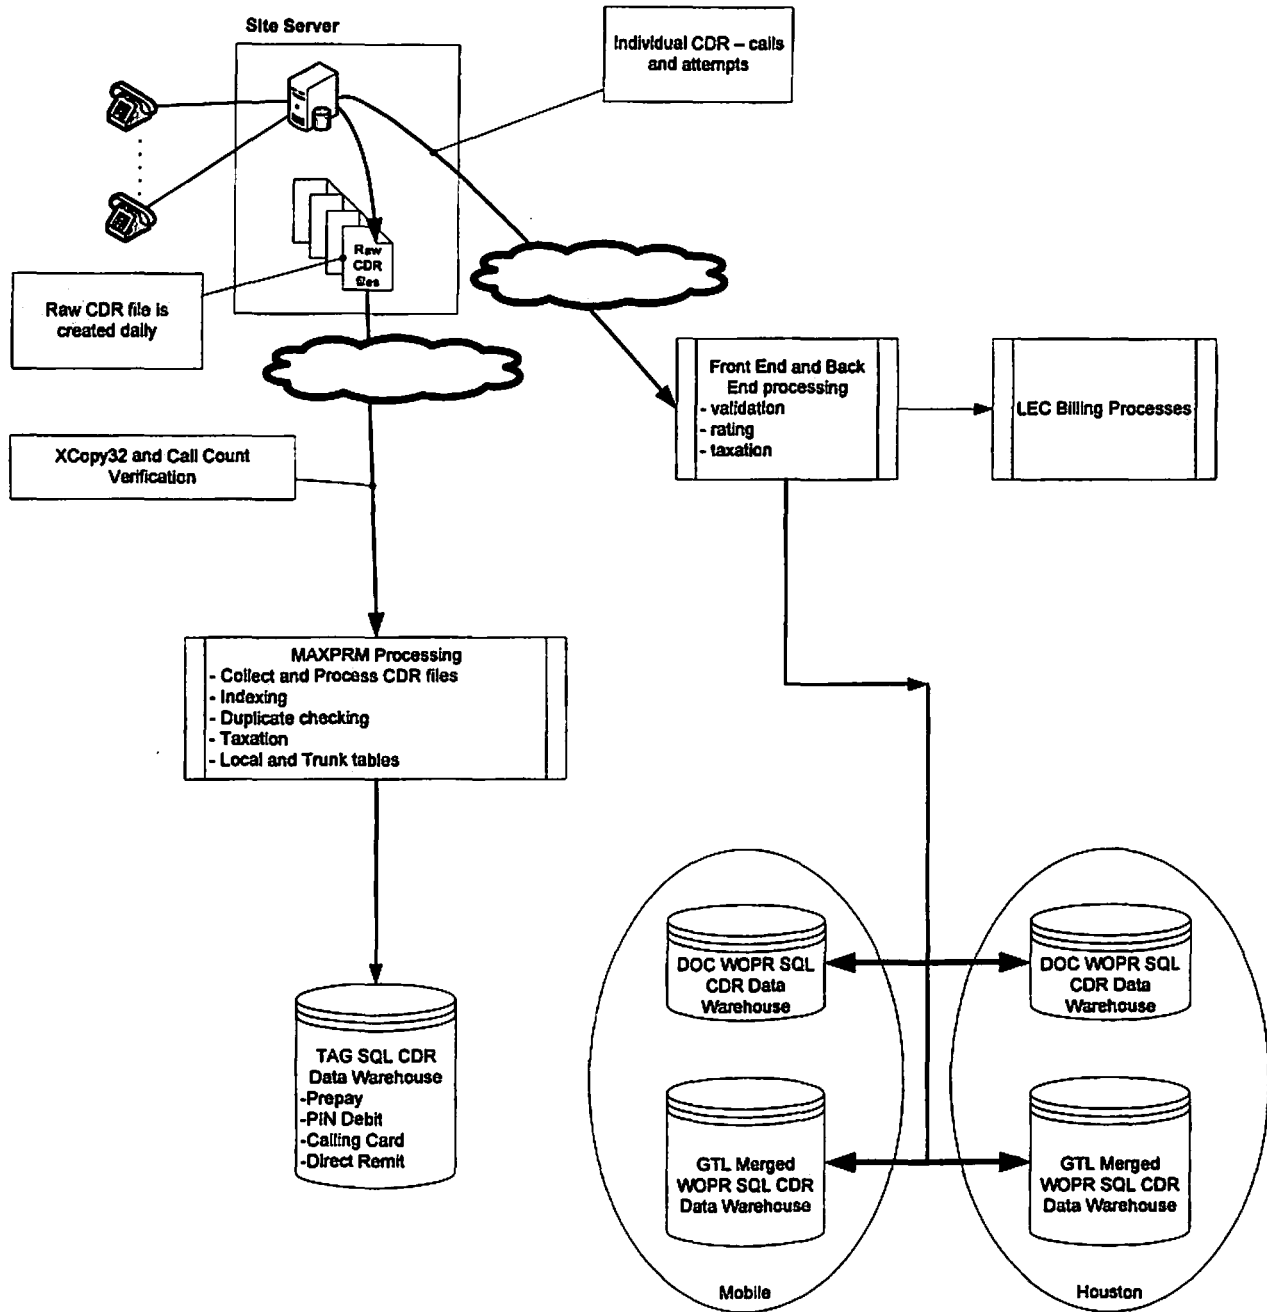 Site Server
Individual CDR – calls
and attempts
Raw
CDR
files
Raw CDR file is
created daily
Front End and Back
End processing
- validation
- rating
- taxation
LEC Billing Processes
XCopy32 and Call Count
Verification
MAXPRM Processing
- Collect and Process CDR files
- Indexing
- Duplicate checking
- Taxation
- Local and Trunk tables
DOC WOPR SQL
CDR Data
Warehouse
DOC WOPR SQL
CDR Data
Warehouse
TAG SQL CDR
Data Warehouse
-Prepay
-PIN Debit
-Calling Card
-Direct Remit
GTL Merged
WOPR SQL CDR
Data Warehouse
GTL Merged
WOPR SQL CDR
Data Warehouse
Mobile
Houston